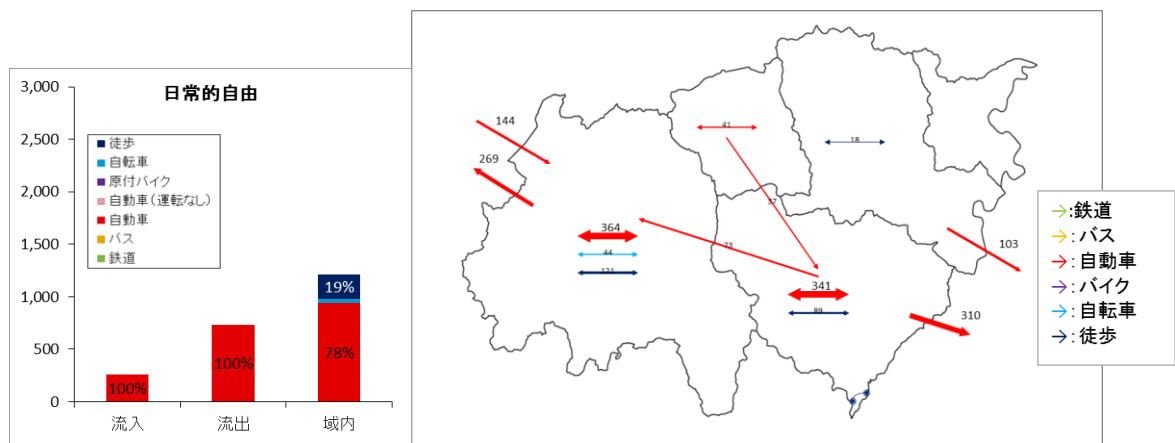 日常的自由
3,000
2,500
2,000
1,500
1,000
500
0
徒歩
自転車
原付バイク
自動車(運転なし)
自動車
バス
鉄道
100%
100%
19%
78%
流入
流出
域内
144
269
41
18
37
364
44
121
73
341
89
103
310
→:鉄道
→:バス
→:自動車
→:バイク
→:自転車
→:徒歩